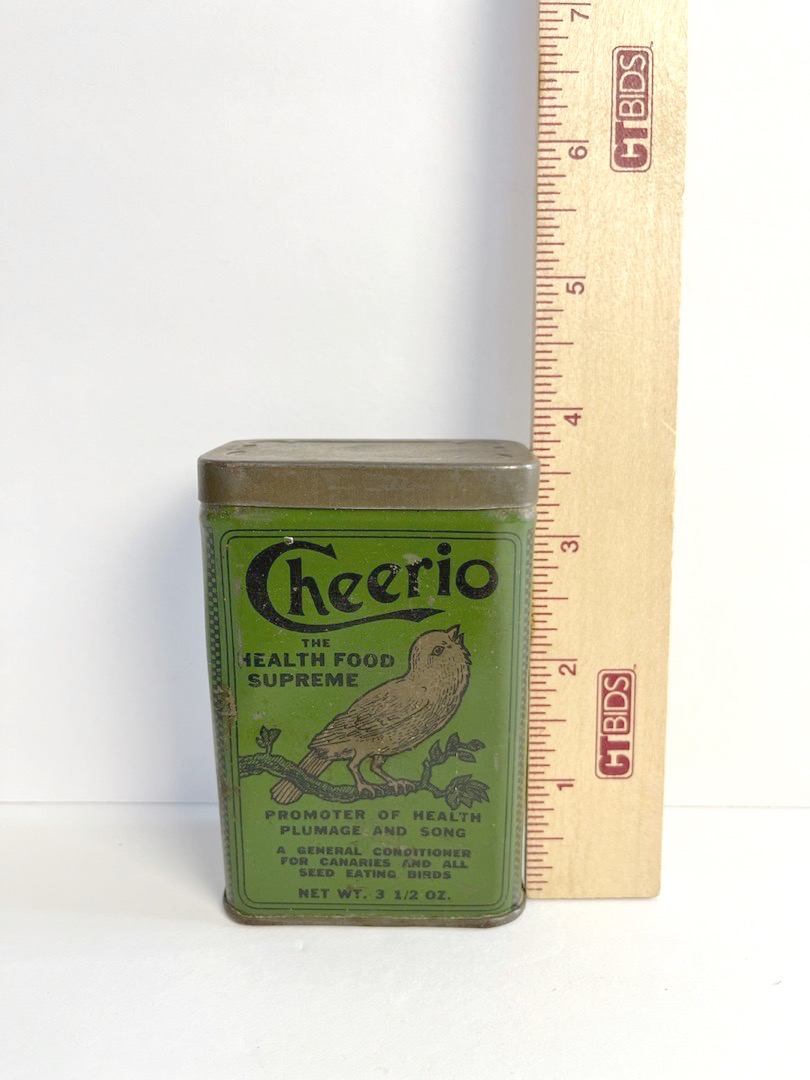 Cheerio
THE
HEALTH FOOD
SUPREME
PROMOTER OF HEALTH
PLUMAGE AND SONG
A GENERAL CONDITIONER
FOR CANARIES AND ALL
SEED EATING BIRDS
NET WT. 3 1/2 OZ.
7
CTBIDS
6
5
4
3
2
CTBIDS
1